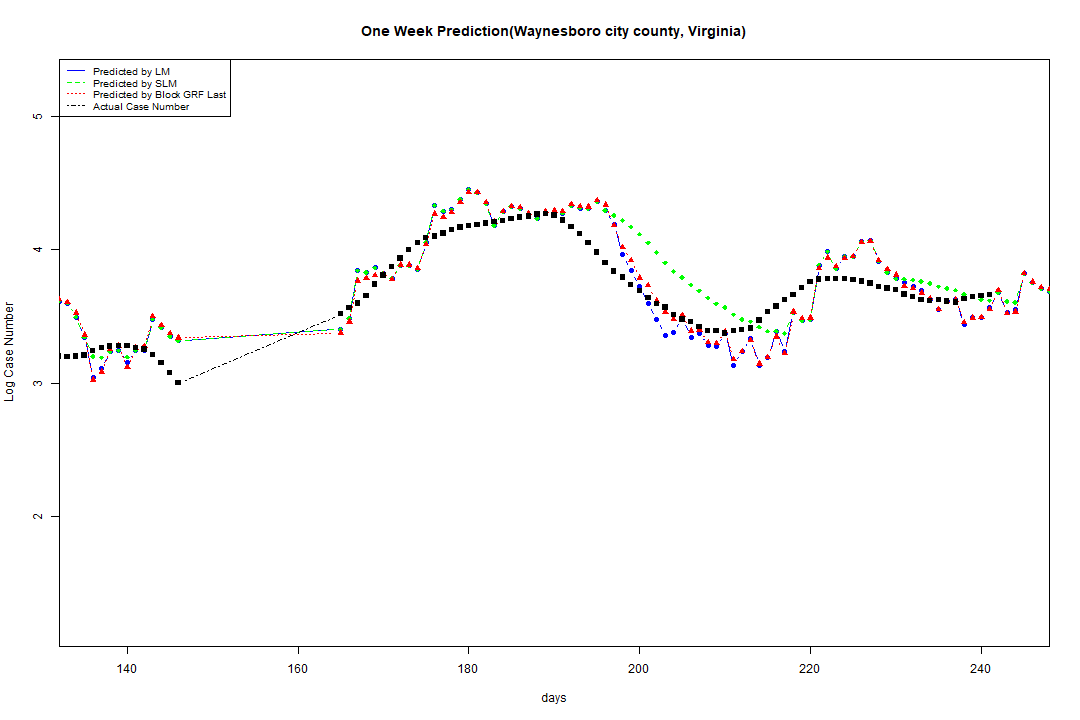 One Week Prediction(Waynesboro city county, Virginia)
Predicted by LM
Predicted by SLM
Predicted by Block GRF Last
Actual Case Number
5
4
3
2
Log Case Number
140 160 180 200 220 240
days